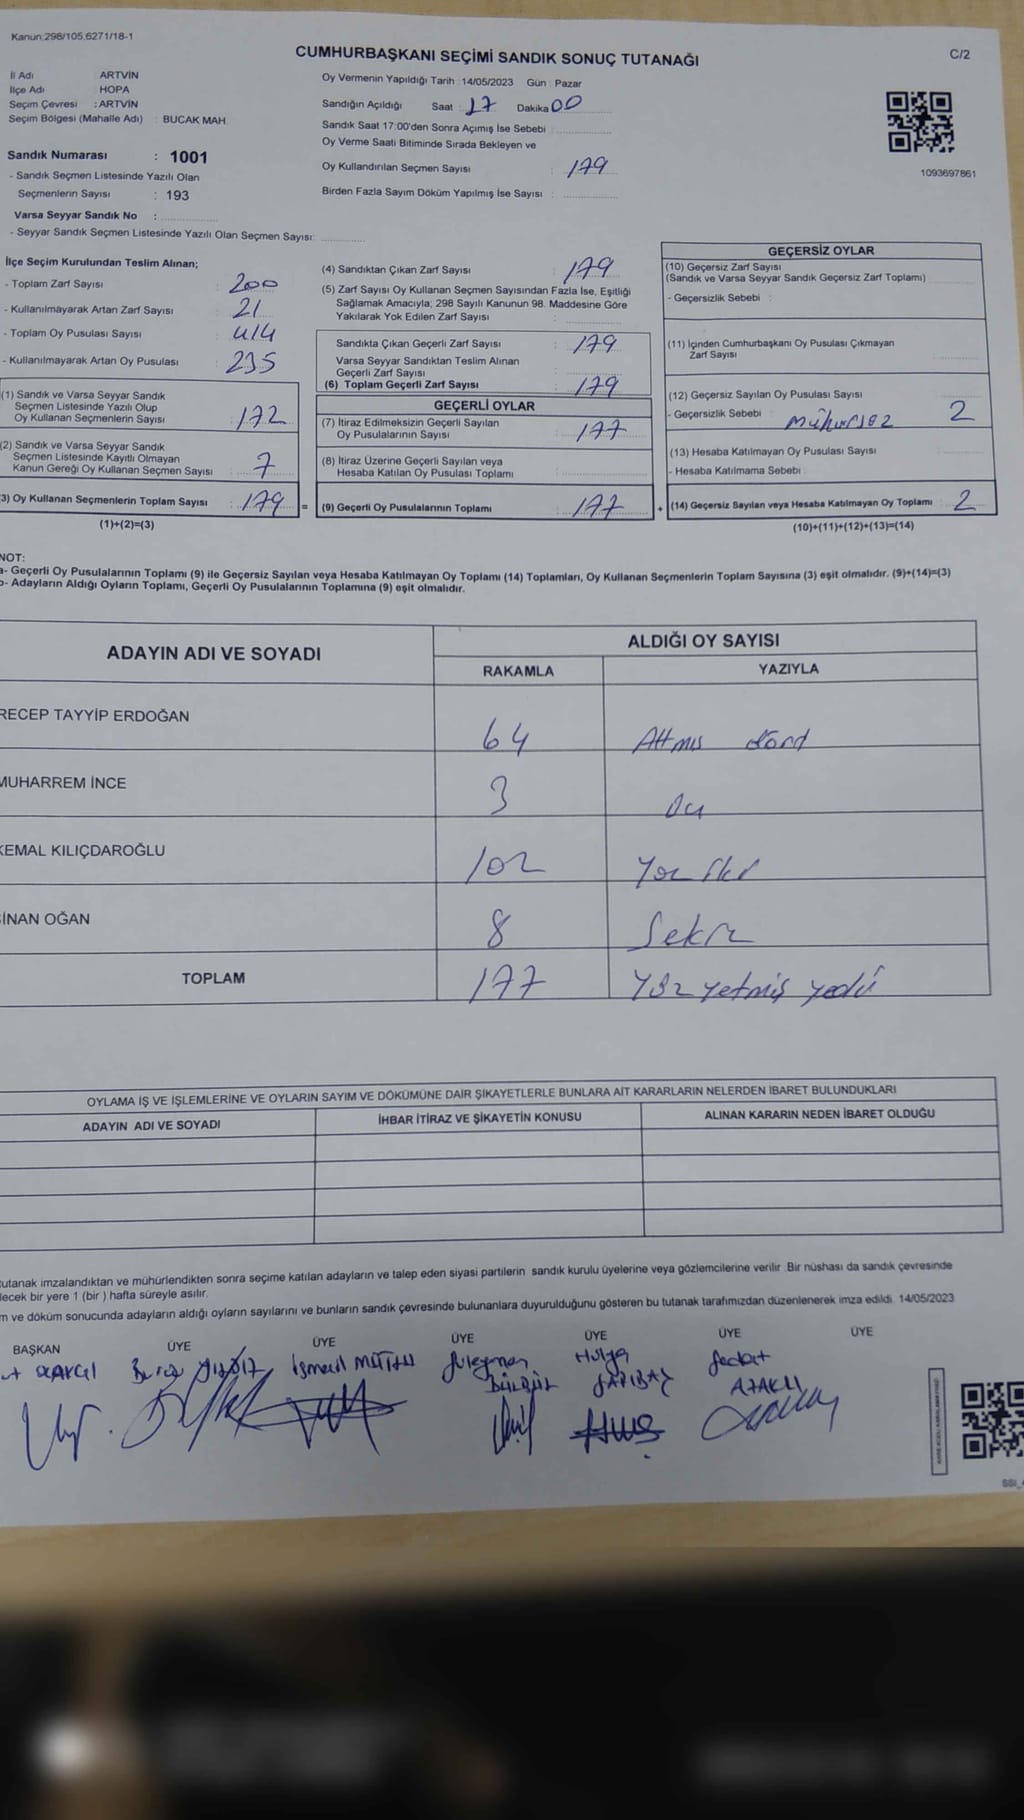 Kanun:298/105,6271/18-1
CUMHURBAŞKANI SEÇİMİ SANDIK SONUÇ TUTANAĞI
C/2
İl Adı : ARTVİN
İlçe Adı : HOPA
Seçim Çevresi : ARTVİN
Seçim Bölgesi (Mahalle Adı) : BUCAK MAH
Sandık Numarası : 1001
- Sandık Seçmen Listesinde Yazılı Olan
Seçmenlerin Sayısı : 193
Varsa Seyyar Sandık No :
- Seyyar Sandık Seçmen Listesinde Yazılı Olan Seçmen Sayısı:
Oy Vermenin Yapıldığı Tarih : 14/05/2023 Gün : Pazar
Sandığın Açıldığı Saat : 17 Dakika 00
Sandık Saat 17:00'den Sonra Açımış İse Sebebi :
Oy Verme Saati Bitiminde Sırada Bekleyen ve
Oy Kullandırılan Seçmen Sayısı : 179
Birden Fazla Sayım Döküm Yapılmış İse Sayısı :
1093697861
İlçe Seçim Kurulundan Teslim Alınan;
- Toplam Zarf Sayısı : 200
- Kullanılmayarak Artan Zarf Sayısı : 21
- Toplam Oy Pusulası Sayısı : 414
- Kullanılmayarak Artan Oy Pusulası : 235
(1) Sandık ve Varsa Seyyar Sandık
Seçmen Listesinde Yazılı Olup
Oy Kullanan Seçmenlerin Sayısı : 172
(2) Sandık ve Varsa Seyyar Sandık
Seçmen Listesinde Kayıtlı Olmayan
Kanun Gereği Oy Kullanan Seçmen Sayısı : 7
3) Oy Kullanan Seçmenlerin Toplam Sayısı : 179 =
(1)+(2)=(3)
(4) Sandıktan Çıkan Zarf Sayısı : 179
(5) Zarf Sayısı Oy Kullanan Seçmen Sayısından Fazla İse, Eşitliği
Sağlamak Amacıyla; 298 Sayılı Kanunun 98. Maddesine Göre
Yakılarak Yok Edilen Zarf Sayısı :
Sandıkta Çıkan Geçerli Zarf Sayısı : 179
Varsa Seyyar Sandıktan Teslim Alınan
Geçerli Zarf Sayısı :
(6) Toplam Geçerli Zarf Sayısı : 179
GEÇERLİ OYLAR
(7) İtiraz Edilmeksizin Geçerli Sayılan
Oy Pusulalarının Sayısı : 177
(8) İtiraz Üzerine Geçerli Sayılan veya
Hesaba Katılan Oy Pusulası Toplamı :
(9) Geçerli Oy Pusulalarının Toplamı : 177 +
GEÇERSİZ OYLAR
(10) Geçersiz Zarf Sayısı
(Sandık ve Varsa Seyyar Sandık Geçersiz Zarf Toplamı)
- Geçersizlik Sebebi :
(11) İçinden Cumhurbaşkanı Oy Pusulası Çıkmayan
Zarf Sayısı
(12) Geçersiz Sayılan Oy Pusulası Sayısı
- Geçersizlik Sebebi : mühürsüz 2
(13) Hesaba Katılmayan Oy Pusulası Sayısı
- Hesaba Katılmama Sebebi :
(14) Geçersiz Sayılan veya Hesaba Katılmayan Oy Toplamı : 2
(10)+(11)+(12)+(13)=(14)
NOT:
a- Geçerli Oy Pusulalarının Toplamı (9) ile Geçersiz Sayılan veya Hesaba Katılmayan Oy Toplamı (14) Toplamları, Oy Kullanan Seçmenlerin Toplam Sayısına (3) eşit olmalıdır. (9)+(14)=(3)
b- Adayların Aldığı Oyların Toplamı, Geçerli Oy Pusulalarının Toplamına (9) eşit olmalıdır.
ADAYIN ADI VE SOYADI ALDIĞI OY SAYISI
RAKAMLA YAZIYLA
RECEP TAYYİP ERDOĞAN 64 Altmış dörd
MUHARREM İNCE 3 üç
KEMAL KILIÇDAROĞLU 102 Yüz iki
SİNAN OĞAN 8 Sekiz
TOPLAM 177 Yüz yetmiş yedi
OYLAMA İŞ VE İŞLEMLERİNE VE OYLARIN SAYIM VE DÖKÜMÜNE DAİR ŞİKAYETLERLE BUNLARA AİT KARARLARIN NELERDEN İBARET BULUNDUKLARI
ADAYIN ADI VE SOYADI İHBAR İTİRAZ VE ŞİKAYETİN KONUSU ALINAN KARARIN NEDEN İBARET OLDUĞU
tutanak imzalandıktan ve mühürlendikten sonra seçime katılan adayların ve talep eden siyasi partilerin sandık kurulu üyelerine veya gözlemcilerine verilir. Bir nüshası da sandık çevresinde
lecek bir yere 1 (bir ) hafta süreyle asılır.
m ve döküm sonucunda adayların aldığı oyların sayılarını ve bunların sandık çevresinde bulunanlara duyurulduğunu gösteren bu tutanak tarafımızdan düzenlenerek imza edildi. 14/05/2023
BAŞKAN ÜYE ÜYE ÜYE ÜYE ÜYE ÜYE
İsmail Süleyman Hülya Sedat
BÜLBÜL